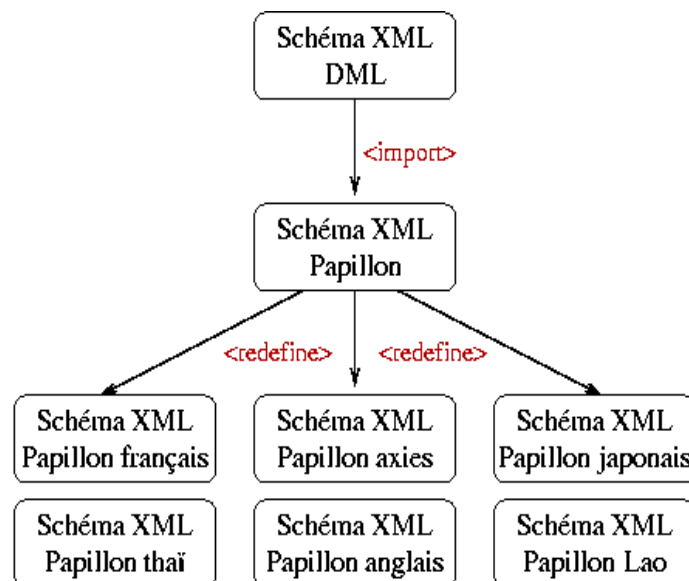 Schéma XML
DML
<import>
Schéma XML
Papillon
<redefine> <redefine>
Schéma XML
Papillon français
Schéma XML
Papillon axies
Schéma XML
Papillon japonais
Schéma XML
Papillon thaï
Schéma XML
Papillon anglais
Schéma XML
Papillon Lao